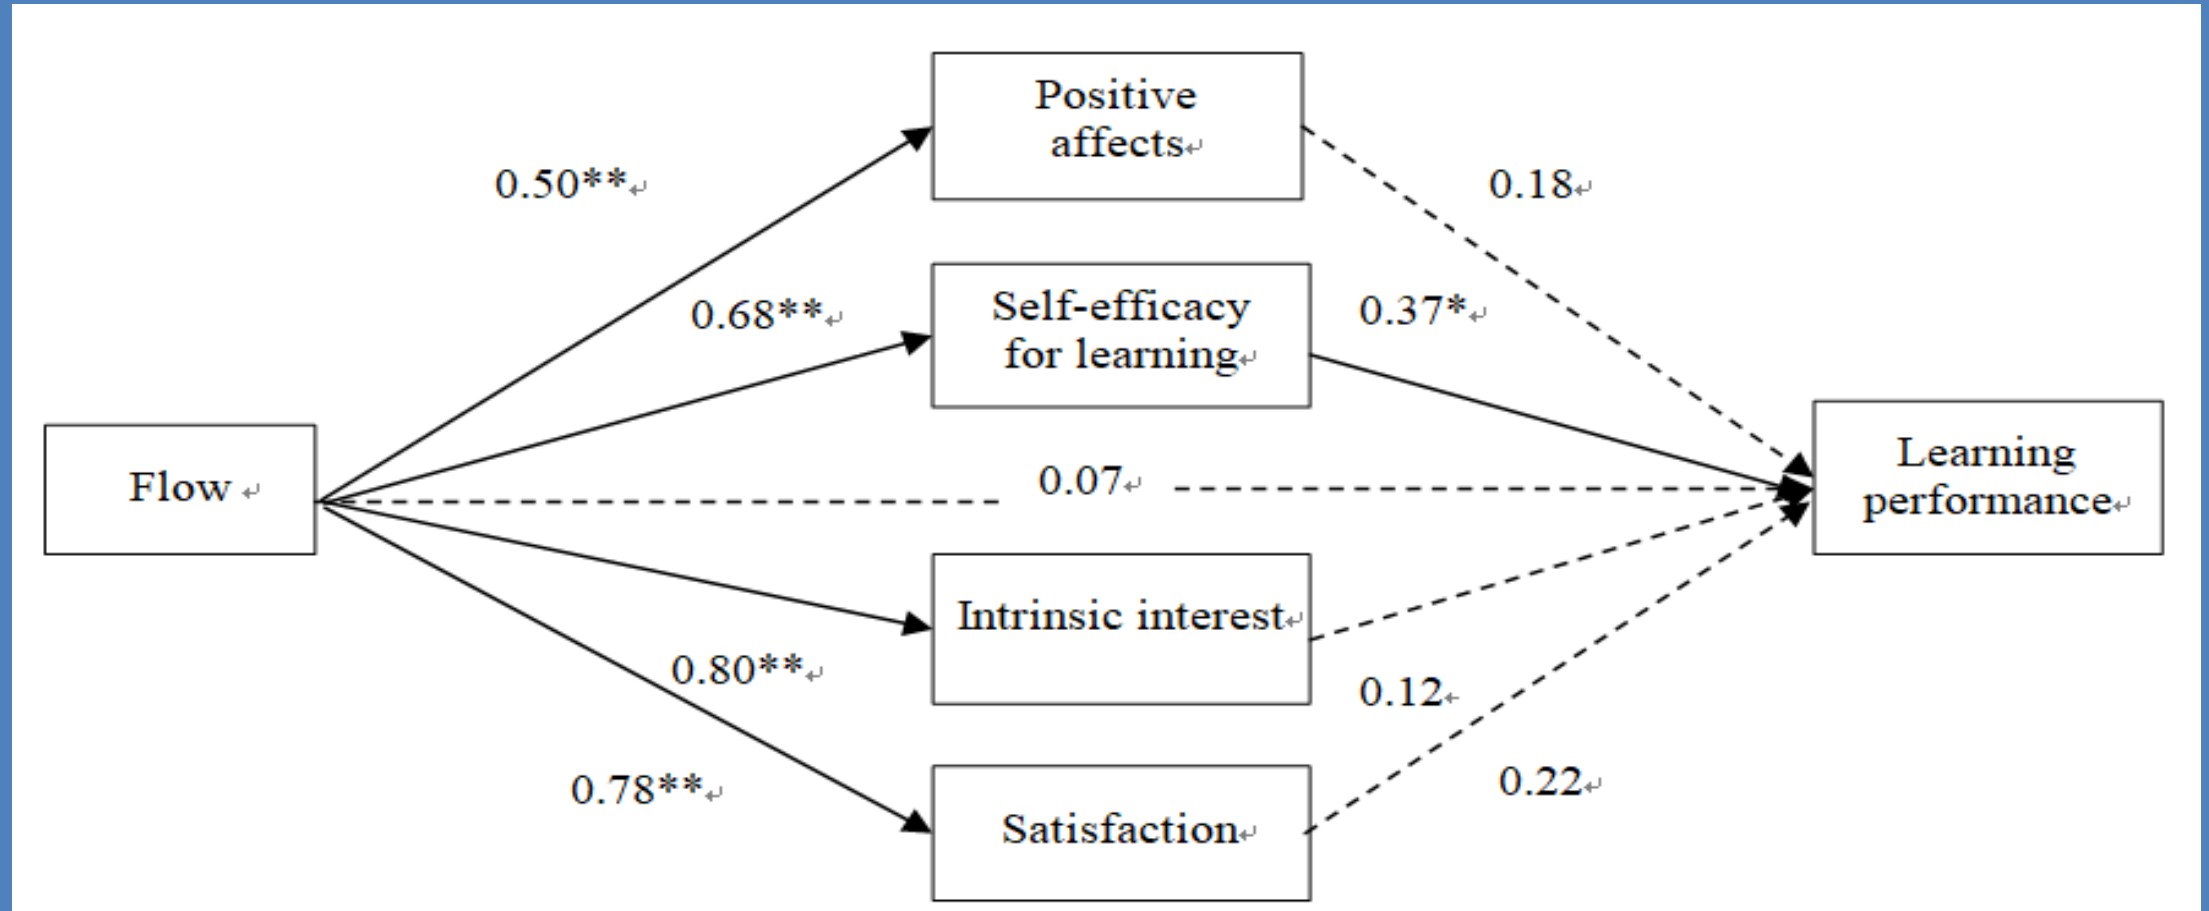 Positive
affects
0.50**
0.18
Self-efficacy
for learning
0.68**
0.37*
Flow
0.07
Learning
performance
Intrinsic interest
0.80**
0.12
0.78**
0.22
Satisfaction